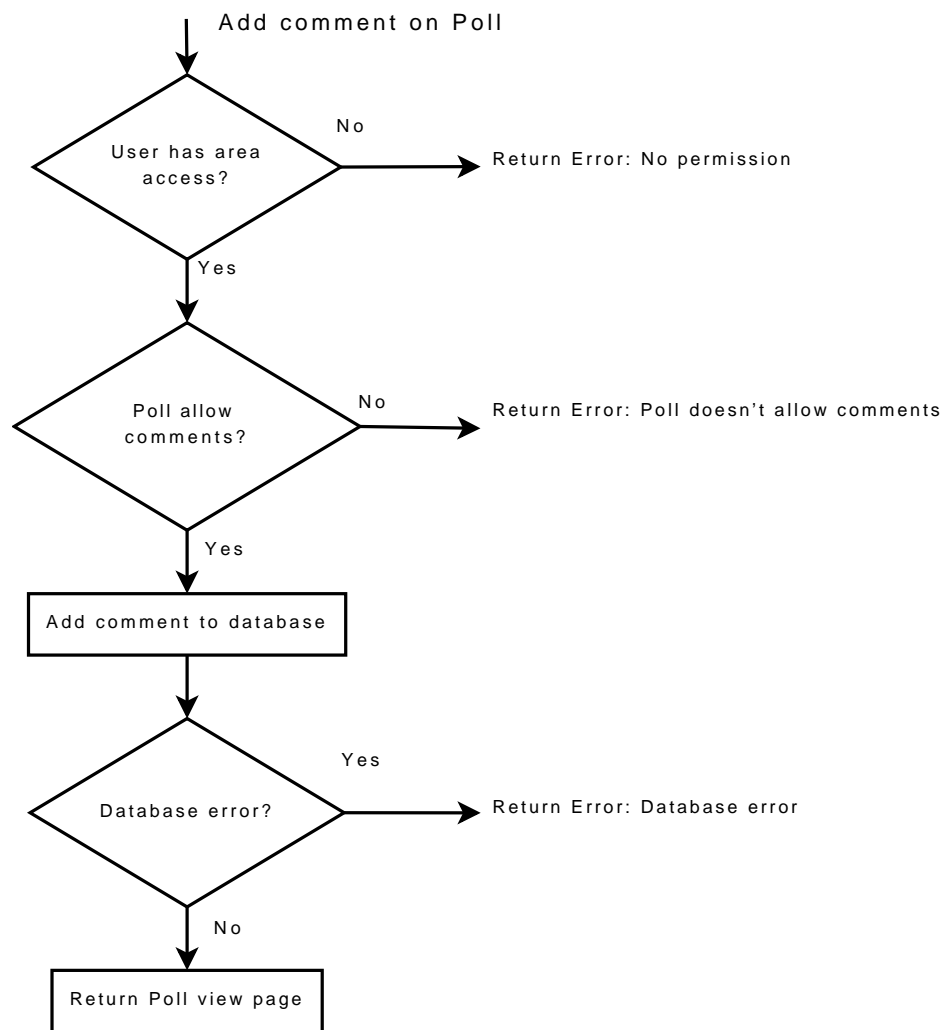 Add comment on Poll
No
User has area
access?
Return Error: No permission
Yes
Poll allow
comments?
No
Return Error: Poll doesn't allow comments
Yes
Add comment to database
Yes
Database error?
Return Error: Database error
No
Return Poll view page